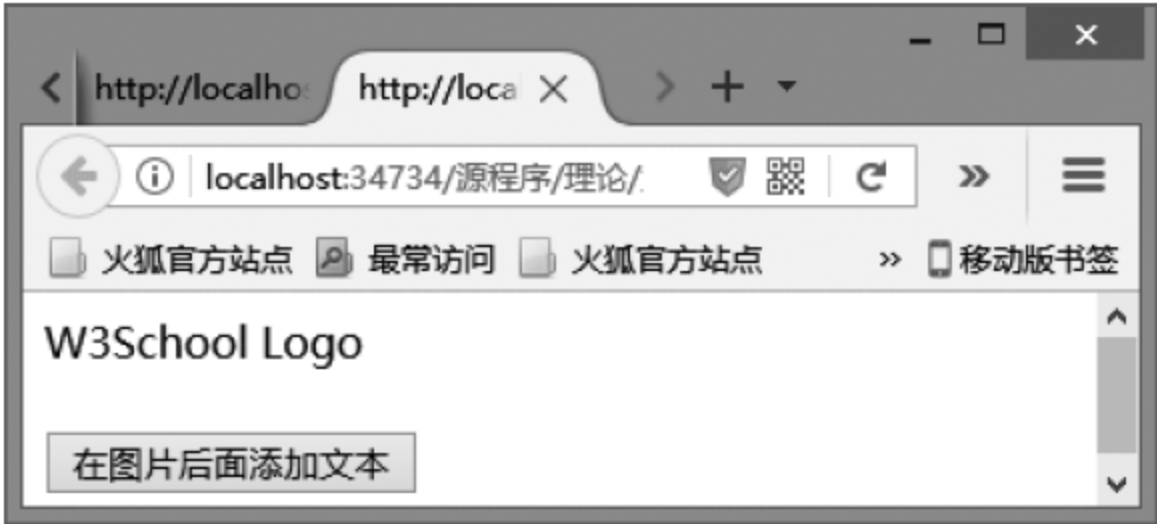 http://localho
http://loca
localhost:34734/源程序/理论/
火狐官方站点 最常访问 火狐官方站点 移动版书签
W3School Logo
在图片后面添加文本